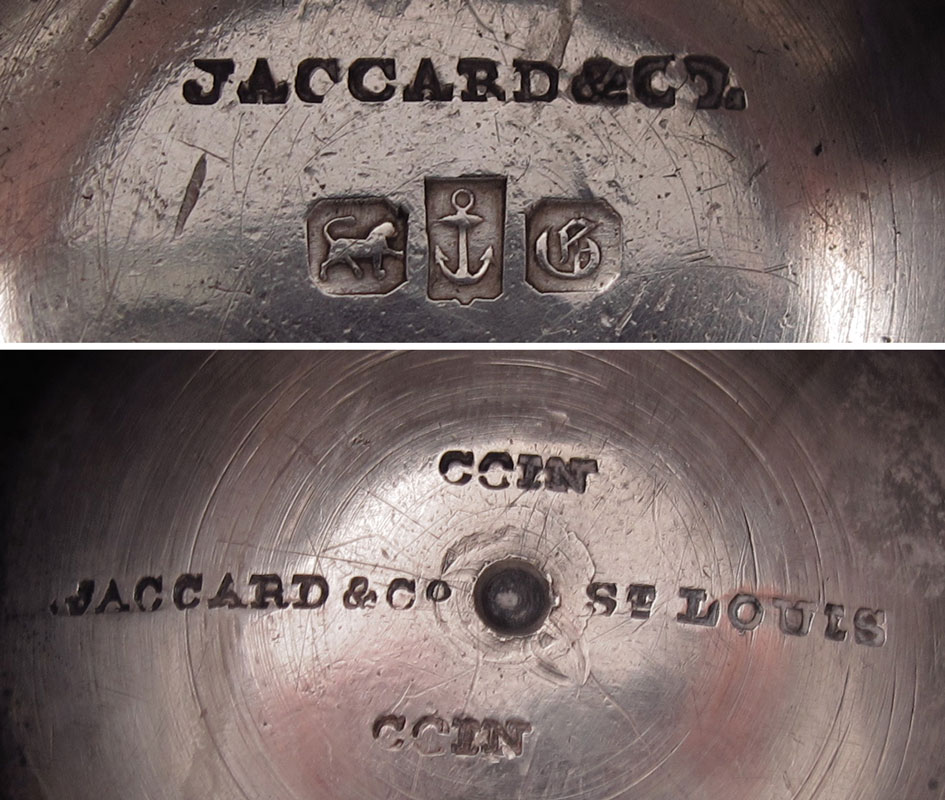 JACCARD & CO.
G
CCIN
JACCARD & Co ST LOUIS
CCIN